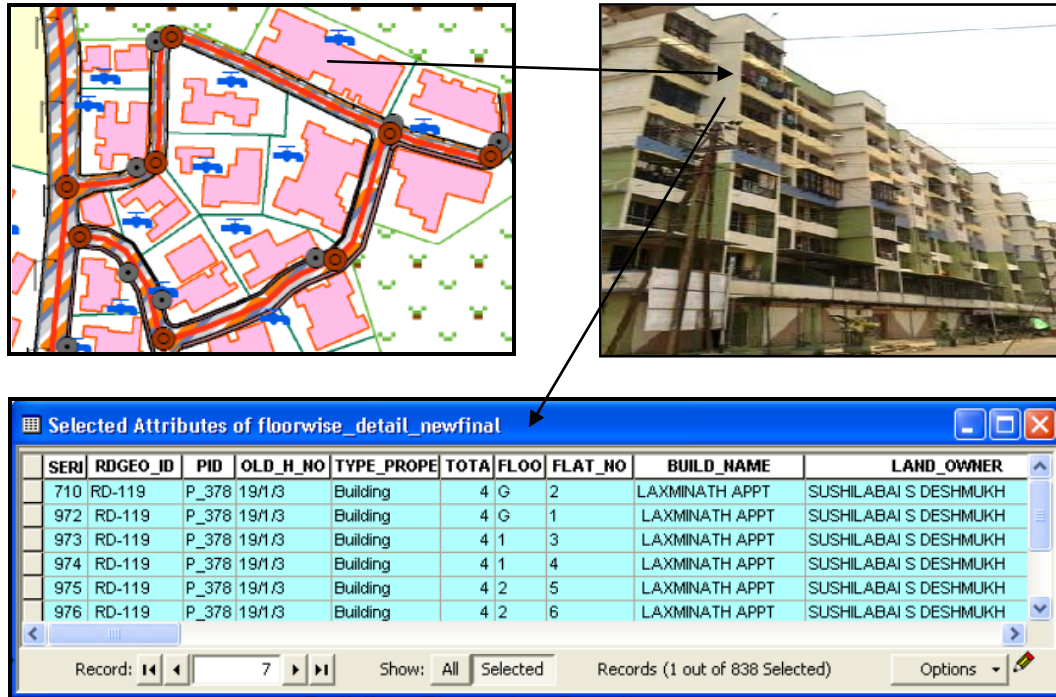 Selected Attributes of floorwise_detail_newfinal
SERI RDGEO_ID PID OLD_H_NO TYPE_PROPE TOTA FLOO FLAT_NO BUILD_NAME LAND_OWNER
710 RD-119 P_378 19/1/3 Building 4 G 2 LAXMINATH APPT SUSHILABAI S DESHMUKH
972 RD-119 P_378 19/1/3 Building 4 G 1 LAXMINATH APPT SUSHILABAI S DESHMUKH
973 RD-119 P_378 19/1/3 Building 4 1 3 LAXMINATH APPT SUSHILABAI S DESHMUKH
974 RD-119 P_378 19/1/3 Building 4 1 4 LAXMINATH APPT SUSHILABAI S DESHMUKH
975 RD-119 P_378 19/1/3 Building 4 2 5 LAXMINATH APPT SUSHILABAI S DESHMUKH
976 RD-119 P_378 19/1/3 Building 4 2 6 LAXMINATH APPT SUSHILABAI S DESHMUKH
Record: 7 Show: All Selected Records (1 out of 838 Selected) Options